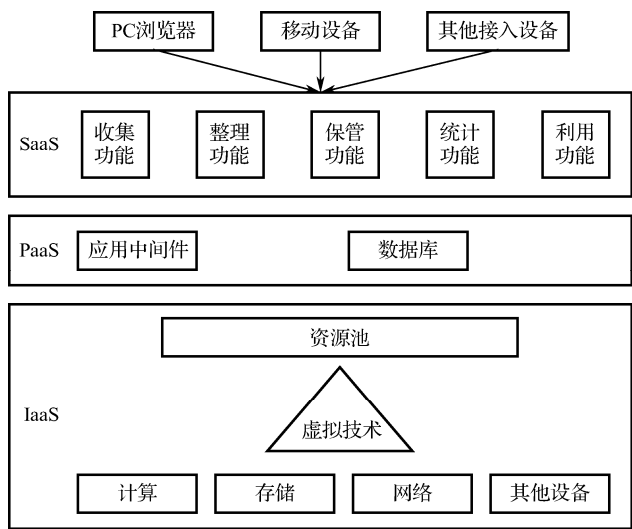 PC浏览器
移动设备
其他接入设备
SaaS
收集
功能
整理
功能
保管
功能
统计
功能
利用
功能
PaaS
应用中间件
数据库
IaaS
资源池
虚拟技术
计算
存储
网络
其他设备